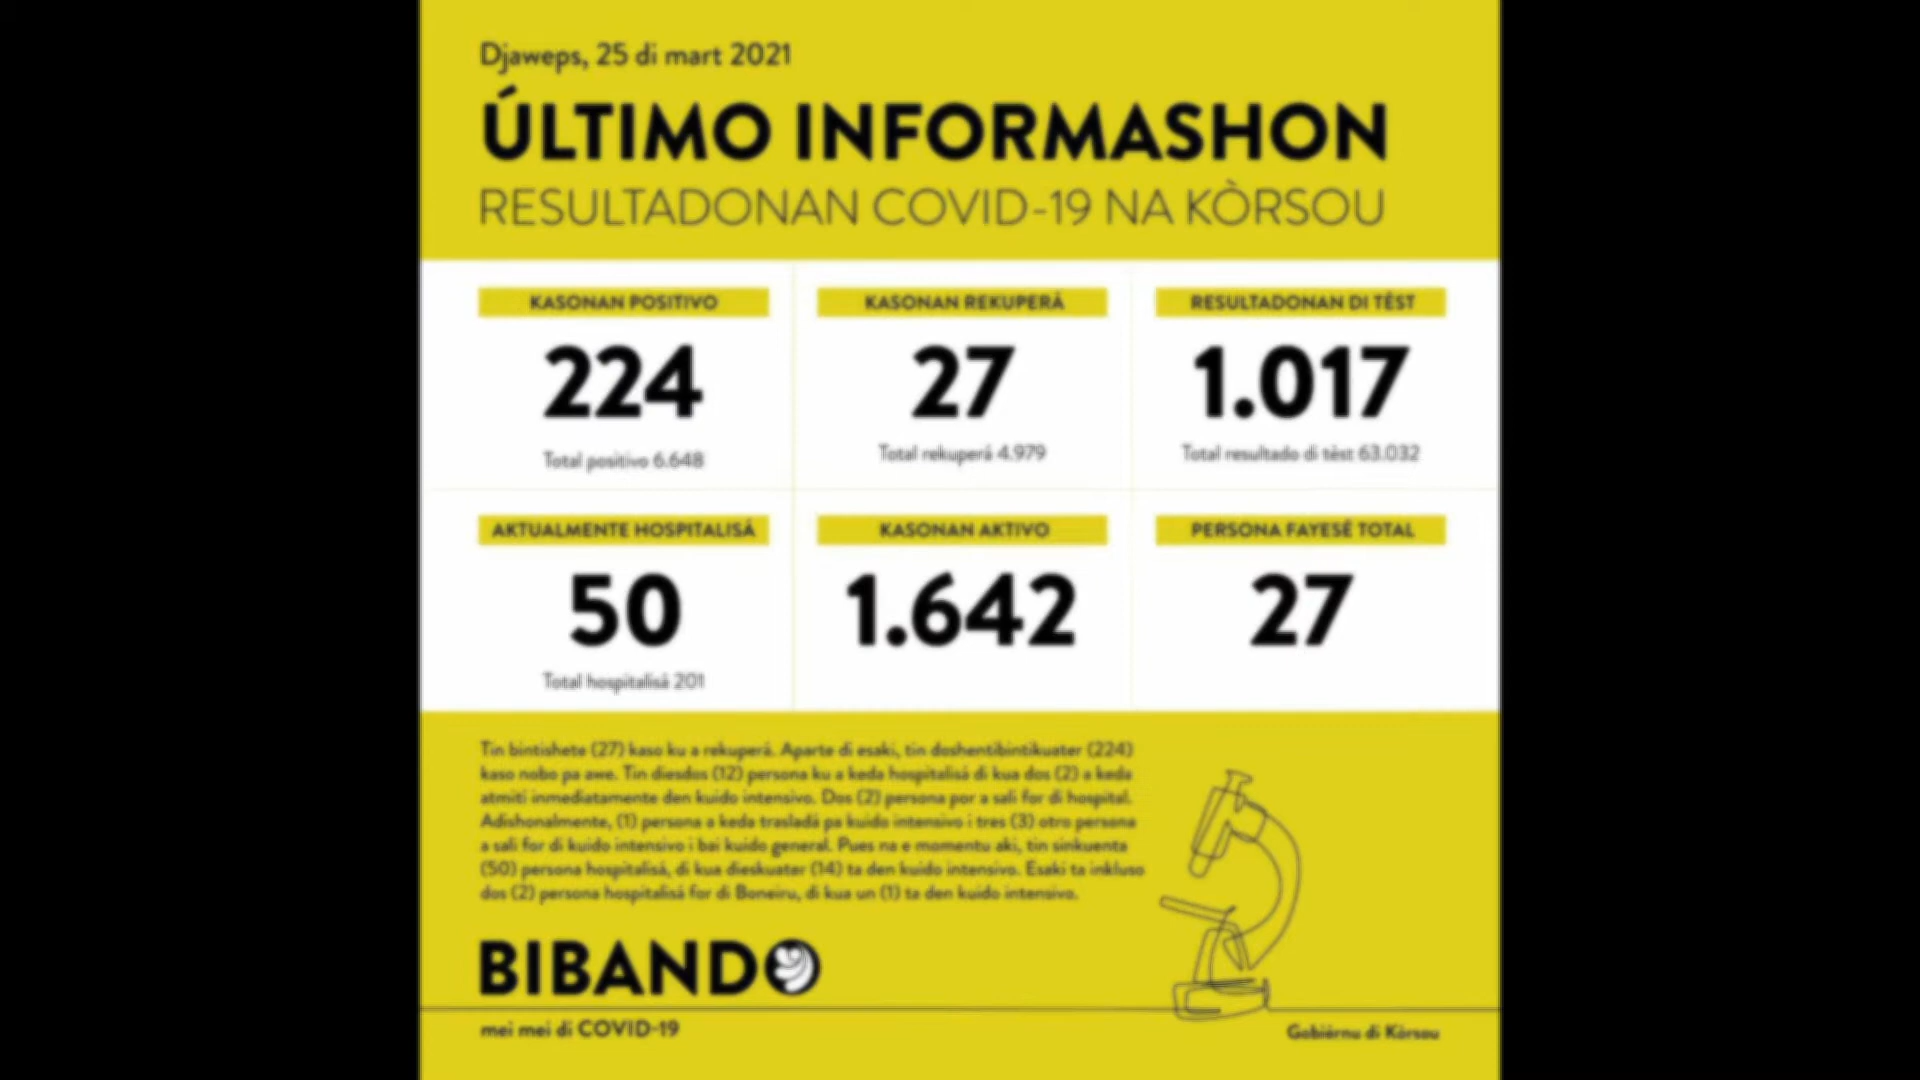 Djaweps, 25 di mart 2021
ÚLTIMO INFORMASHON
RESULTADONAN COVID-19 NA KÒRSOU
KASONAN POSITIVO
224
Total positivo 6.648
KASONAN REKUPERÁ
27
Total rekuperá 4.979
RESULTADONAN DI TÈST
1.017
Total resultado di tèst 63.032
AKTUALMENTE HOSPITALISÁ
50
Total hospitalisá 201
KASONAN AKTIVO
1.642
PERSONA FAYESÉ TOTAL
27
Tin bintishete (27) kaso ku a rekuperá. Aparte di esaki, tin doshentibintikuater (224)
kaso nobo pa awe. Tin diesdos (12) persona ku a keda hospitalisá di kua dos (2) a keda
atmití inmediatamente den kuido intensivo. Dos (2) persona por a sali for di hospital.
Adishonalmente, (1) persona a keda trasladá pa kuido intensivo i tres (3) otro persona
a sali for di kuido intensivo i bai kuido general. Pues na e momentu aki, tin sinkuenta
(50) persona hospitalisá, di kua dieskuater (14) ta den kuido intensivo. Esaki ta inkluso
dos (2) persona hospitalisá for di Boneiru, di kua un (1) ta den kuido intensivo.
BIBANDO
mei mei di COVID-19
Gobièrnu di Kòrsou